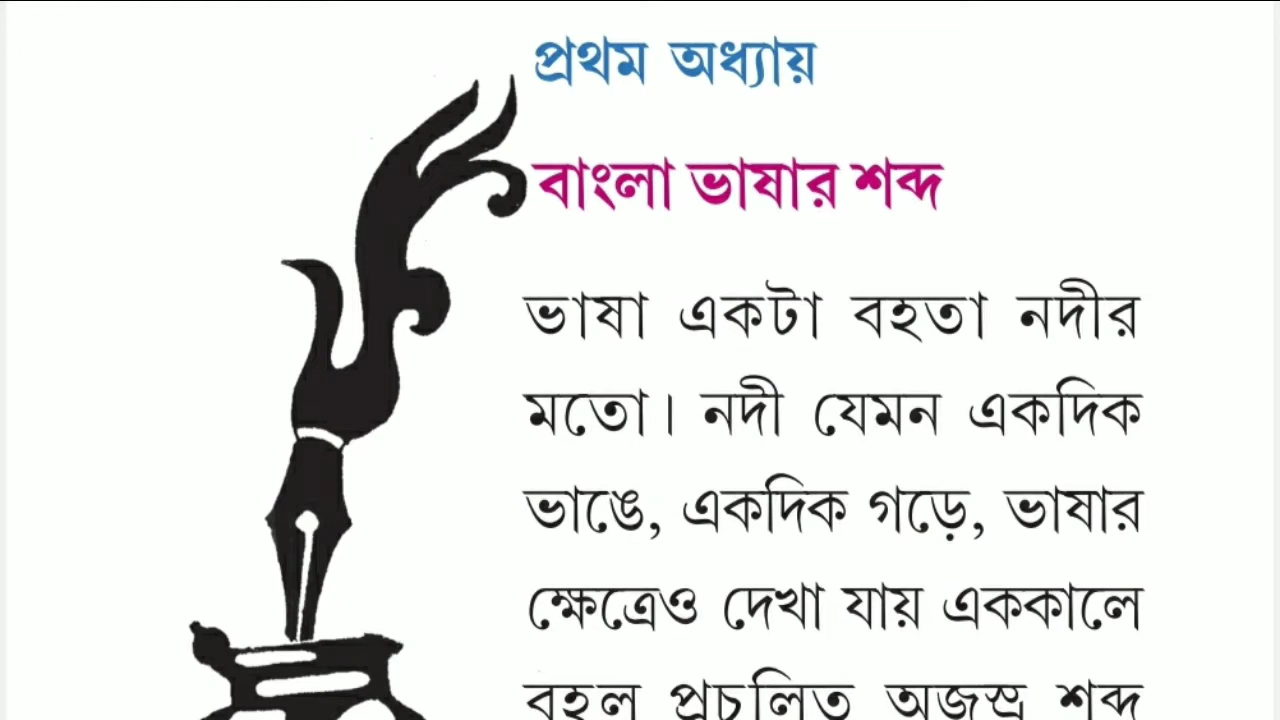 প্রথম অধ্যায়
বাংলা ভাষার শব্দ
ভাষা একটা বহতা নদীর
মতো। নদী যেমন একদিক
ভাঙে, একদিক গড়ে, ভাষার
ক্ষেত্রেও দেখা যায় এককালে
বহুল প্রচলিত অজস্র শব্দ